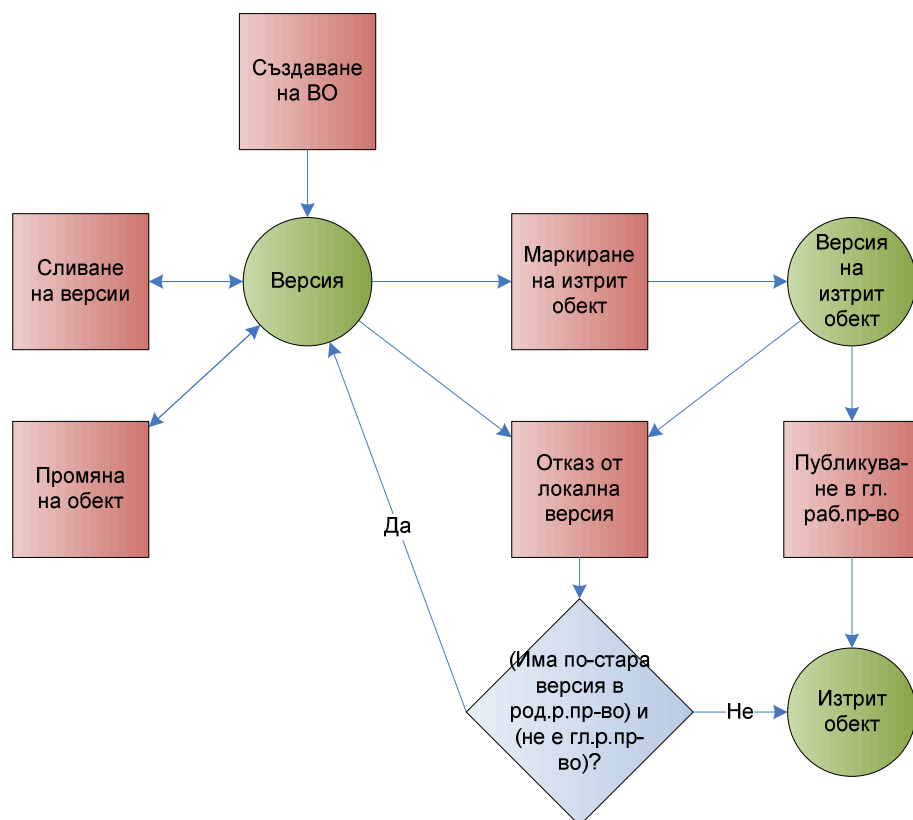 Създаване
на ВО
Сливане
на версии
Версия
Маркиране
на изтрит
обект
Версия
на
изтрит
обект
Промяна
на обект
Отказ от
локална
версия
Публикува-
не в гл.
раб.пр-во
Да
(Има по-стара
версия в
род.р.пр-во) и
(не е гл.р.пр-
во)?
Не
Изтрит
обект